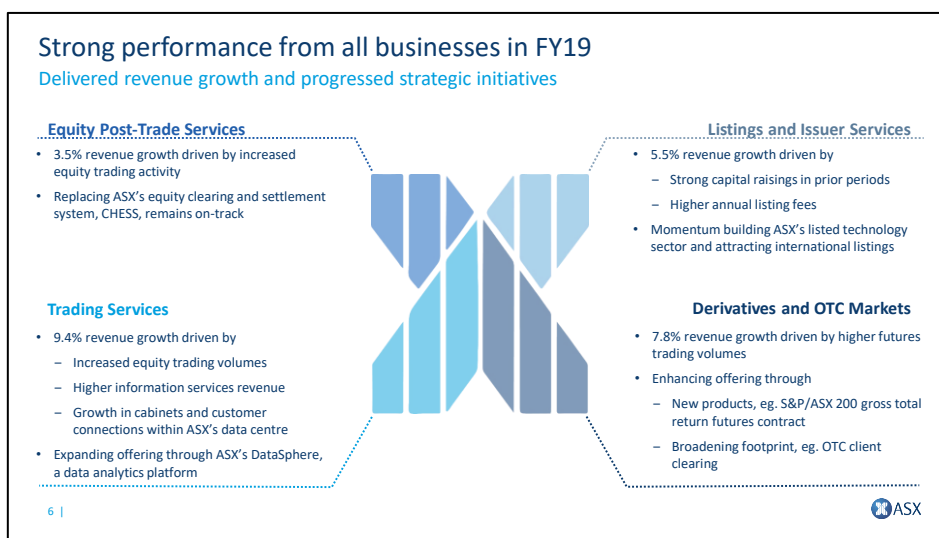 Strong performance from all businesses in FY19
Delivered revenue growth and progressed strategic initiatives
Equity Post-Trade Services
• 3.5% revenue growth driven by increased
equity trading activity
• Replacing ASX's equity clearing and settlement
system, CHESS, remains on-track
Listings and Issuer Services
• 5.5% revenue growth driven by
– Strong capital raisings in prior periods
– Higher annual listing fees
• Momentum building ASX's listed technology
sector and attracting international listings
Trading Services
• 9.4% revenue growth driven by
– Increased equity trading volumes
– Higher information services revenue
– Growth in cabinets and customer
connections within ASX's data centre
• Expanding offering through ASX's DataSphere,
a data analytics platform
Derivatives and OTC Markets
• 7.8% revenue growth driven by higher futures
trading volumes
• Enhancing offering through
– New products, eg. S&P/ASX 200 gross total
return futures contract
– Broadening footprint, eg. OTC client
clearing
6 |
ASX